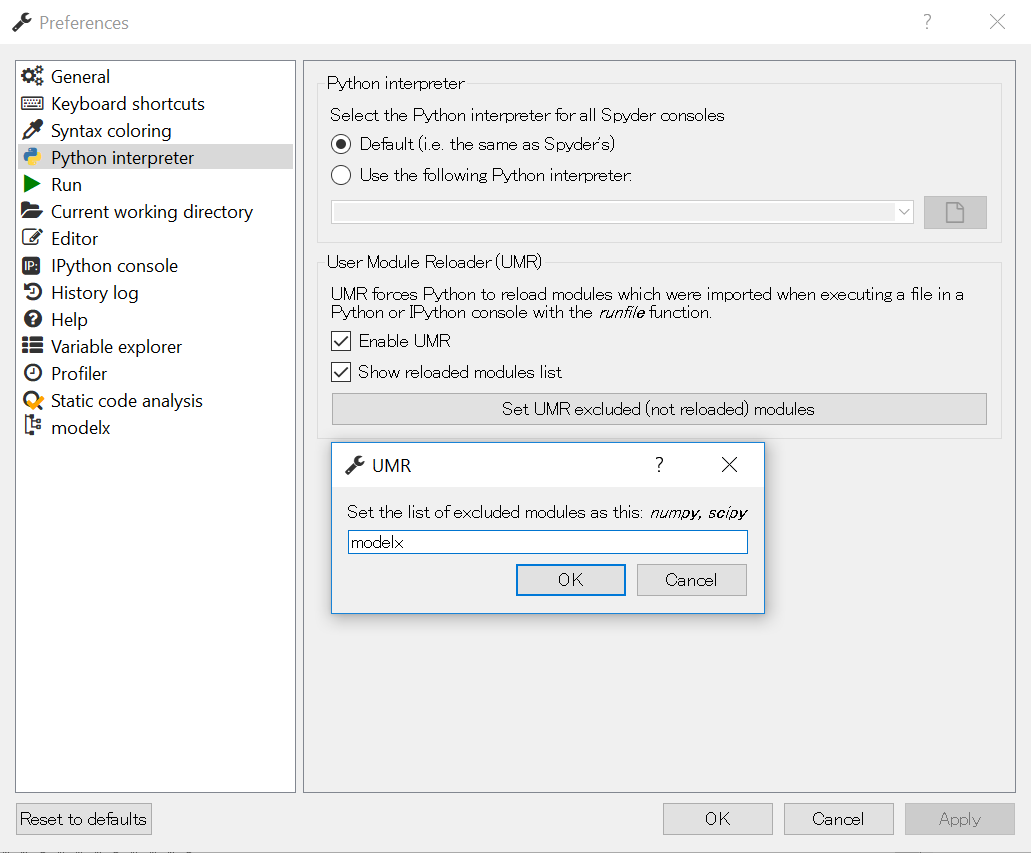 Preferences
General
Keyboard shortcuts
Syntax coloring
Python interpreter
Run
Current working directory
Editor
IP: IPython console
History log
Help
Variable explorer
Profiler
Static code analysis
modelx
Python interpreter
Select the Python interpreter for all Spyder consoles
Default (i.e. the same as Spyder's)
Use the following Python interpreter:
User Module Reloader (UMR)
UMR forces Python to reload modules which were imported when executing a file in a
Python or IPython console with the runfile function.
Enable UMR
Show reloaded modules list
Set UMR excluded (not reloaded) modules
UMR
Set the list of excluded modules as this: numpy, scipy
modelx
OK Cancel
Reset to defaults OK Cancel Apply